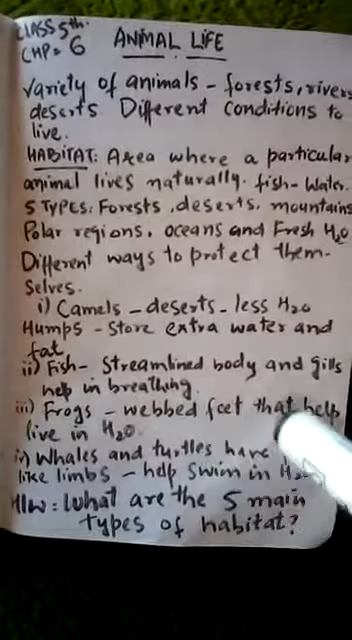 CLASS 5th.
CHP= 6 ANIMAL LIFE
Variety of animals - forests, rivers
deserts. Different conditions to
live.
HABITAT: Area where a particular
animal lives naturally. fish- Water.
5 TYPES: Forests, deserts, mountains
Polar regions, oceans and Fresh H2O
Different ways to protect them-
selves.
i) Camels - deserts - less H2O
Humps - Store extra water and
fat
ii) Fish - Streamlined body and gills
help in breathing.
iii) Frogs - webbed feet that help
live in H2O.
iv) Whales and turtles have
like limbs - help swim in H2O
H/W: What are the 5 main
types of habitat?